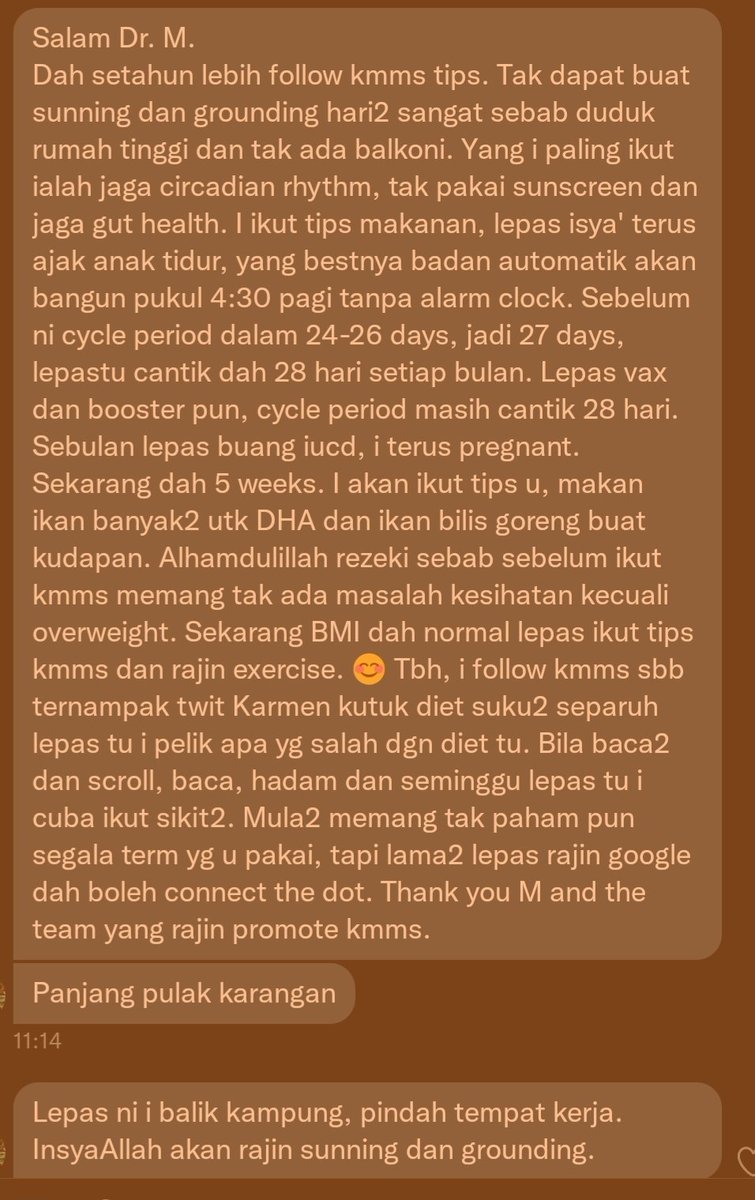 Salam Dr. M.
Dah setahun lebih follow kmms tips. Tak dapat buat
sunning dan grounding hari2 sangat sebab duduk
rumah tinggi dan tak ada balkoni. Yang i paling ikut
ialah jaga circadian rhythm, tak pakai sunscreen dan
jaga gut health. I ikut tips makanan, lepas isya' terus
ajak anak tidur, yang bestnya badan automatik akan
bangun pukul 4:30 pagi tanpa alarm clock. Sebelum
ni cycle period dalam 24-26 days, jadi 27 days,
lepastu cantik dah 28 hari setiap bulan. Lepas vax
dan booster pun, cycle period masih cantik 28 hari.
Sebulan lepas buang iucd, i terus pregnant.
Sekarang dah 5 weeks. I akan ikut tips u, makan
ikan banyak2 utk DHA dan ikan bilis goreng buat
kudapan. Alhamdulillah rezeki sebab sebelum ikut
kmms memang tak ada masalah kesihatan kecuali
overweight. Sekarang BMI dah normal lepas ikut tips
kmms dan rajin exercise. 😊 Tbh, i follow kmms sbb
ternampak twit Karmen kutuk diet suku2 separuh
lepas tu i pelik apa yg salah dgn diet tu. Bila baca2
dan scroll, baca, hadam dan seminggu lepas tu i
cuba ikut sikit2. Mula2 memang tak paham pun
segala term yg u pakai, tapi lama2 lepas rajin google
dah boleh connect the dot. Thank you M and the
team yang rajin promote kmms.
Panjang pulak karangan
11:14
Lepas ni i balik kampung, pindah tempat kerja.
InsyaAllah akan rajin sunning dan grounding.